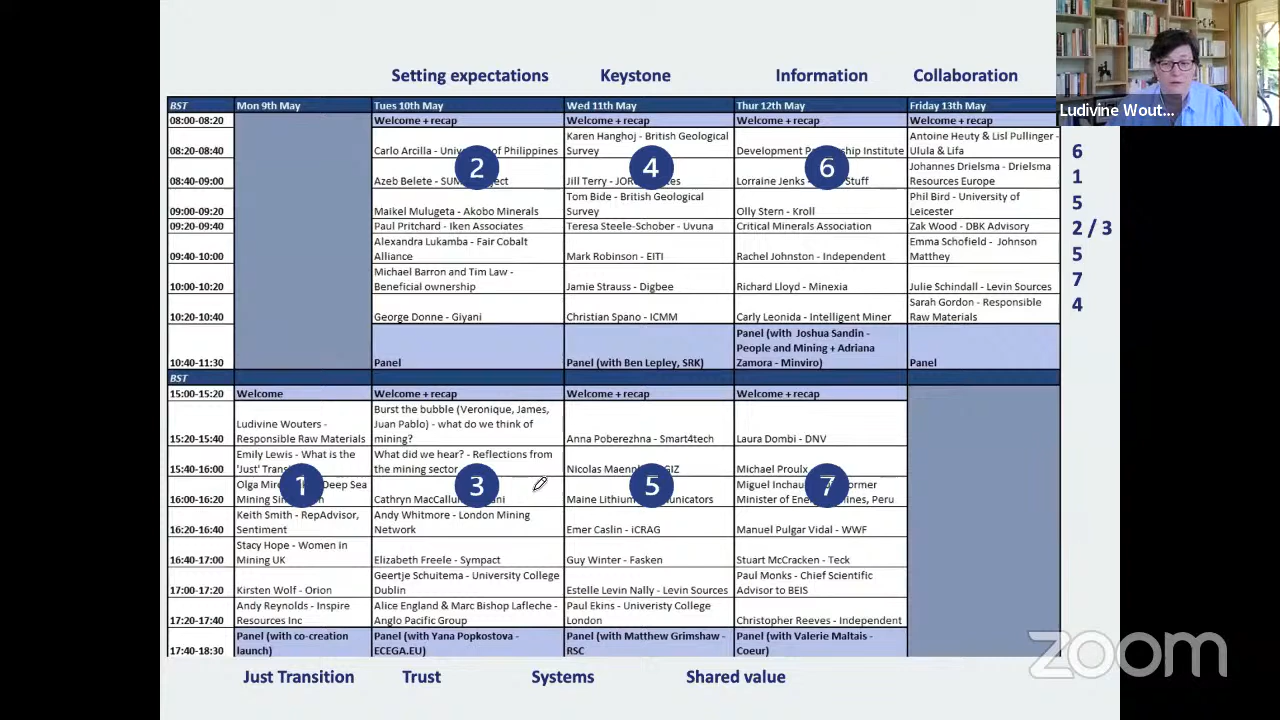 Setting expectations Keystone Information Collaboration
Ludivine Wout...
BST Mon 9th May Tues 10th May Wed 11th May Thur 12th May Friday 13th May
08:00-08:20 Welcome + recap Welcome + recap Welcome + recap Welcome + recap
Karen Hanghoj - British Geological Antoine Heuty & Lisl Pullinger -
08:20-08:40 Carlo Arcilla - of Philippines Survey Development Institute Ululа & Lifa
Johannes Drielsma - Drielsma
08:40-09:00 Azeb Belete - Jill Terry - Lorraine Jenks - Stuff Resources Europe
Tom Bide - British Geological Phil Bird - University of
09:00-09:20 Maikel Mulugeta - Akobo Minerals Survey Olly Stern - Kroll Leicester
09:20-09:40 Paul Pritchard - Iken Associates Teresa Steele-Schober - Uvuna Critical Minerals Association Zak Wood - DBK Advisory
Alexandra Lukamba - Fair Cobalt Emma Schofield - Johnson
09:40-10:00 Alliance Mark Robinson - EITI Rachel Johnston - Independent Matthey
Michael Barron and Tim Law -
10:00-10:20 Beneficial ownership Jamie Strauss - Digbee Richard Lloyd - Minexia Julie Schindall - Levin Sources
Sarah Gordon - Responsible
10:20-10:40 George Donne - Giyani Christian Spano - ICMM Carly Leonida - Intelligent Miner Raw Materials
Panel (with Joshua Sandin -
People and Mining + Adriana
10:40-11:30 Panel Panel (with Ben Lepley, SRK) Zamora - Minviro) Panel
2 4 6
6
1
5
2 / 3
5
7
4
BST
15:00-15:20 Welcome Welcome + recap Welcome + recap Welcome + recap
Burst the bubble (Veronique, James,
Ludivine Wouters - Juan Pablo) - what do we think of
15:20-15:40 Responsible Raw Materials mining? Anna Poberezhna - Smart4tech Laura Dombi - DNV
Emily Lewis - What is the What did we hear? - Reflections from
15:40-16:00 'Just' the mining sector Nicolas Michael Proulx
Olga Deep Sea Miguel former
16:00-16:20 Mining Cathryn Maine Minister of Peru
Keith Smith - RepAdvisor, Andy Whitmore - London Mining
16:20-16:40 Sentiment Network Emer Caslin - iCRAG Manuel Pulgar Vidal - WWF
Stacy Hope - Women in
16:40-17:00 Mining UK Elizabeth Freele - Sympact Guy Winter - Fasken Stuart McCracken - Teck
Geertje Schuitema - University College Paul Monks - Chief Scientific
17:00-17:20 Kirsten Wolf - Orion Dublin Estelle Levin Nally - Levin Sources Advisor to BEIS
Andy Reynolds - Inspire Alice England & Marc Bishop Lafleche - Paul Ekins - Univeristy College
17:20-17:40 Resources Inc Anglo Pacific Group London Christopher Reeves - Independent
Panel (with co-creation Panel (with Yana Popkostova - Panel (with Matthew Grimshaw - Panel (with Valerie Maltais -
17:40-18:30 launch) ECEGA.EU) RSC) Coeur)
1 3 5 7
Just Transition Trust Systems Shared value
zoom